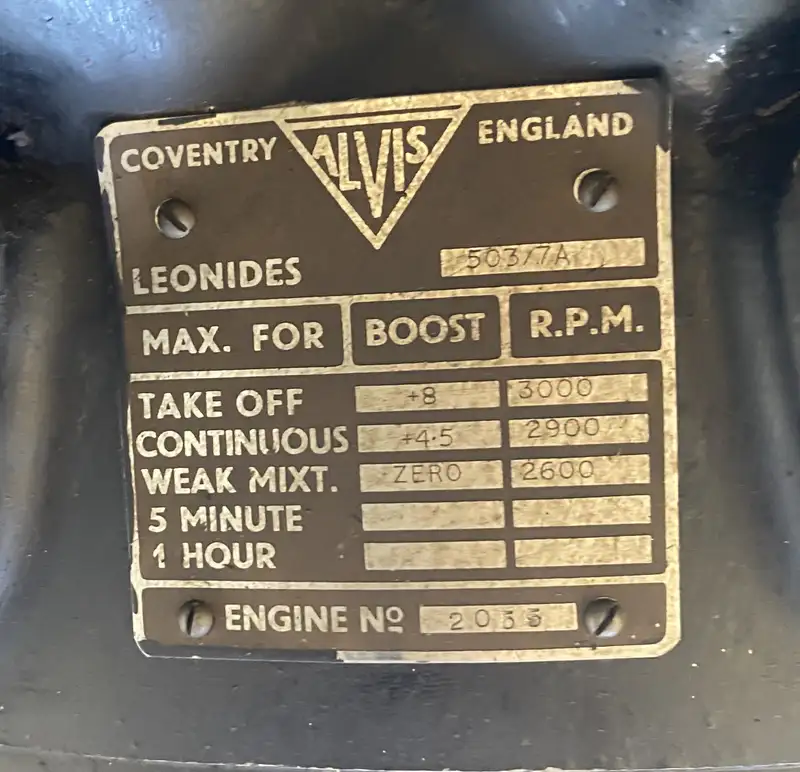 COVENTRY ALVIS ENGLAND
LEONIDES 503/7A
MAX. FOR BOOST R.P.M.
TAKE OFF +8 3000
CONTINUOUS +4.5 2900
WEAK MIXT. ZERO 2600
5 MINUTE
1 HOUR
ENGINE Nº